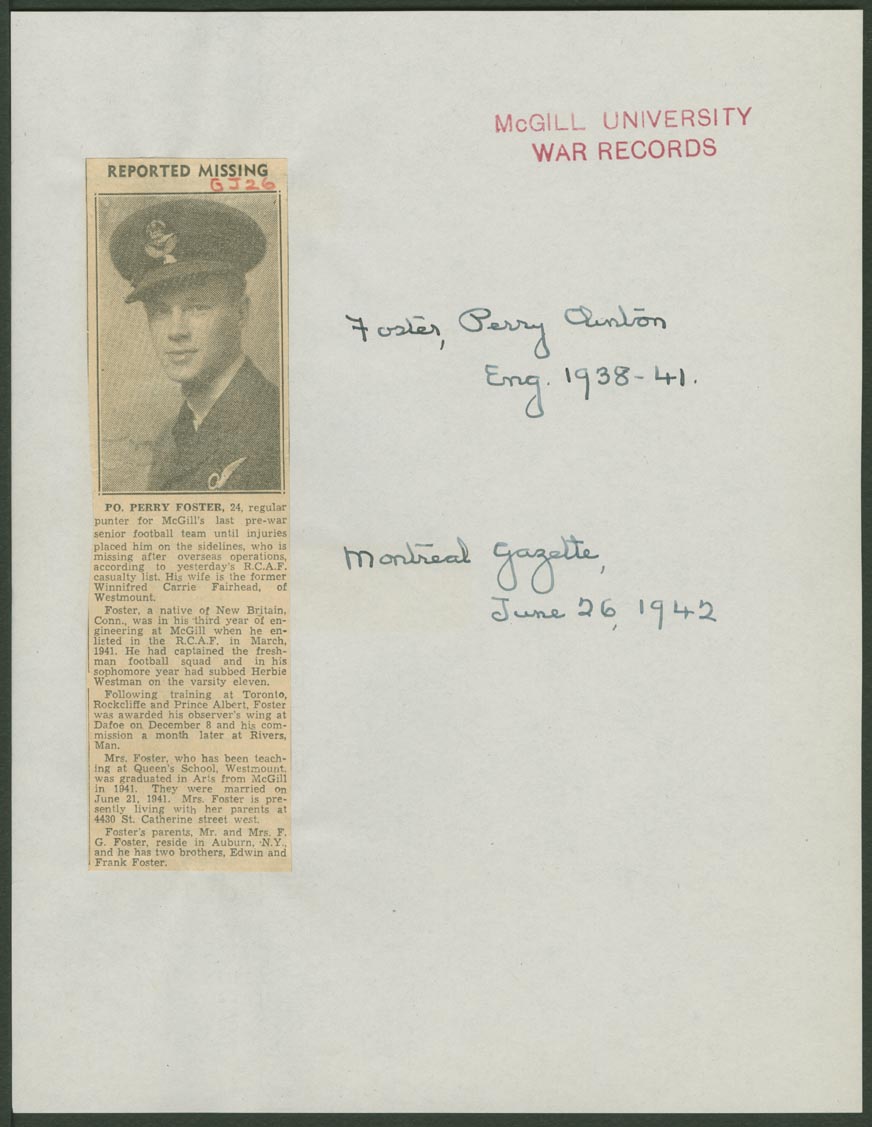 McGILL UNIVERSITY
WAR RECORDS
REPORTED MISSING
GJ26
PO. PERRY FOSTER, 24, regular
punter for McGill's last pre-war
senior football team until injuries
placed him on the sidelines, who is
missing after overseas operations,
according to yesterday's R.C.A.F.
casualty list. His wife is the former
Winnifred Carrie Fairhead, of
Westmount.
Foster, a native of New Britain,
Conn., was in his third year of en-
gineering at McGill when he en-
listed in the R.C.A.F. in March,
1941. He had captained the fresh-
man football squad and in his
sophomore year had subbed Herbie
Westman on the varsity eleven.
Following training at Toronto,
Rockcliffe and Prince Albert, Foster
was awarded his observer's wing at
Dafoe on December 8 and his com-
mission a month later at Rivers,
Man.
Mrs. Foster, who has been teach-
ing at Queen's School, Westmount,
was graduated in Arts from McGill
in 1941. They were married on
June 21, 1941. Mrs. Foster is pre-
sently living with her parents at
4430 St. Catherine street west.
Foster's parents, Mr. and Mrs. F.
G. Foster, reside in Auburn, N.Y.,
and he has two brothers, Edwin and
Frank Foster.
Foster, Perry Clinton
Eng. 1938-41.
Montreal Gazette,
June 26, 1942